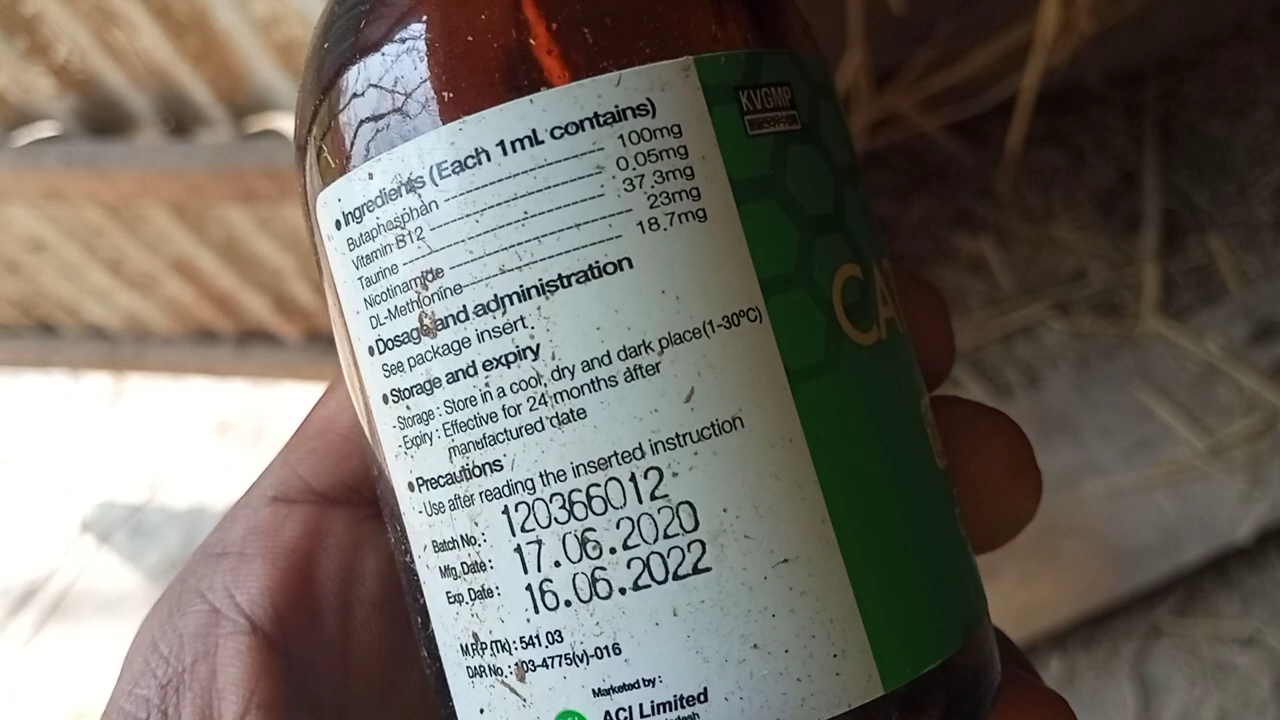 KVGMP
•Ingredients (Each 1mL contains)
Butaphosphan 100mg
Vitamin B12 0.05mg
Taurine 37.3mg
Nicotinamide 23mg
DL-Methionine 18.7mg
•Dosage and administration
See package insert.
•Storage and expiry
-Storage : Store in a cool, dry and dark place(1-30ºC)
-Expiry : Effective for 24 months after
manufactured date
•Precautions
-Use after reading the inserted instruction
Batch No. : 120366012
Mfg. Date : 17.06.2020
Exp. Date : 16.06.2022
M.R.P.(Tk) : 541.03
DAR No. : 103-4775(v)-016
Marketed by :
ACI Limited
CA